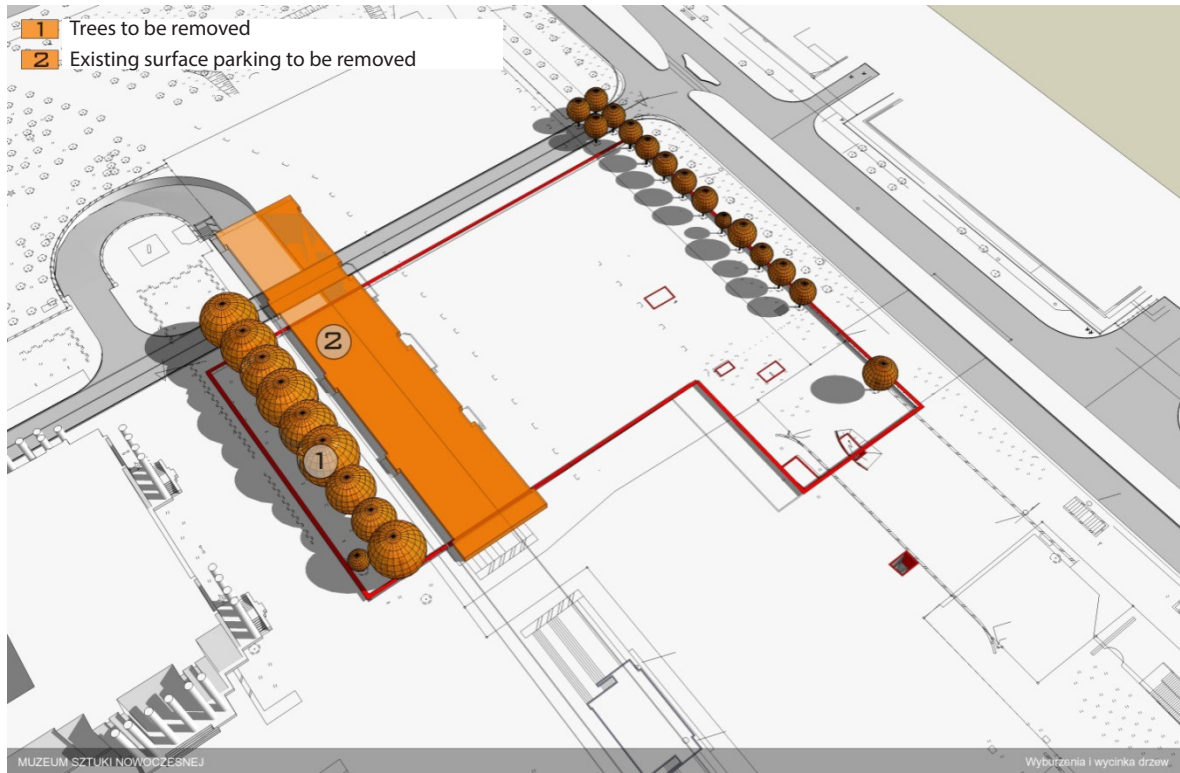 1 Trees to be removed
2 Existing surface parking to be removed
2
1
MUZEUM SZTUKI NOWOCZESNEJ
Wyburzenia i wycinka drzew